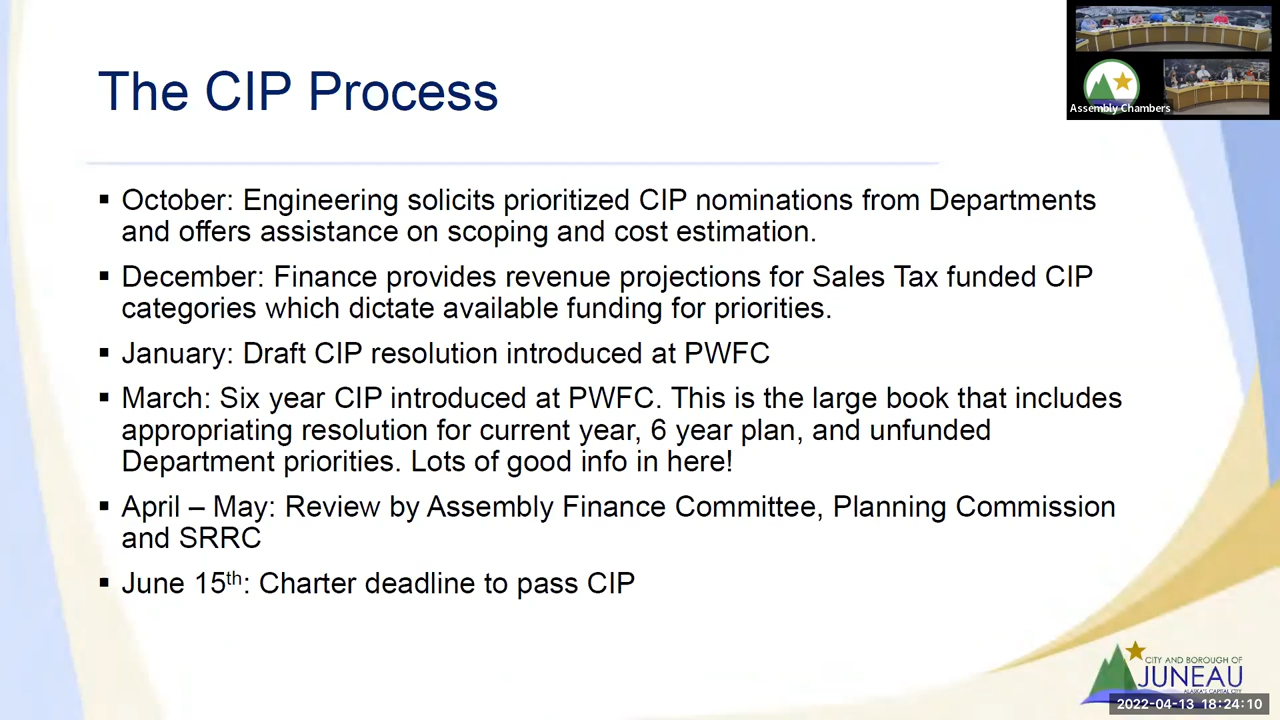 The CIP Process
Assembly Chambers
▪ October: Engineering solicits prioritized CIP nominations from Departments
and offers assistance on scoping and cost estimation.
▪ December: Finance provides revenue projections for Sales Tax funded CIP
categories which dictate available funding for priorities.
▪ January: Draft CIP resolution introduced at PWFC
▪ March: Six year CIP introduced at PWFC. This is the large book that includes
appropriating resolution for current year, 6 year plan, and unfunded
Department priorities. Lots of good info in here!
▪ April – May: Review by Assembly Finance Committee, Planning Commission
and SRRC
▪ June 15th: Charter deadline to pass CIP
CITY AND BOROUGH OF
JUNEAU
ALASKA'S CAPITAL CITY
2022-04-13 18:24:10